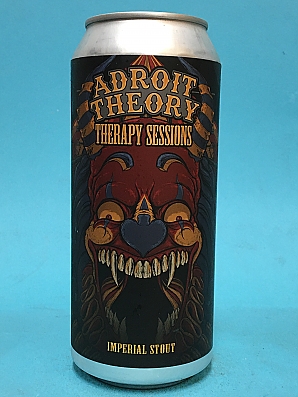 ADROIT
THEORY
THERAPY SESSIONS
IMPERIAL STOUT